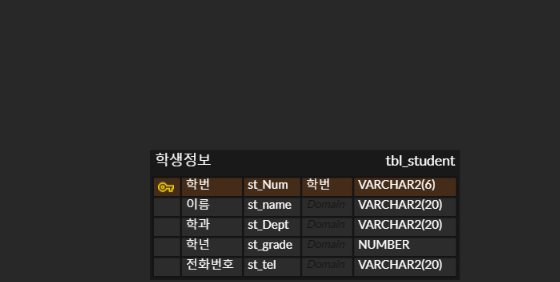 학생정보 tbl_student
학번 st_Num 학번 VARCHAR2(6)
이름 st_name Domain VARCHAR2(20)
학과 st_Dept Domain VARCHAR2(20)
학년 st_grade Domain NUMBER
전화번호 st_tel Domain VARCHAR2(20)